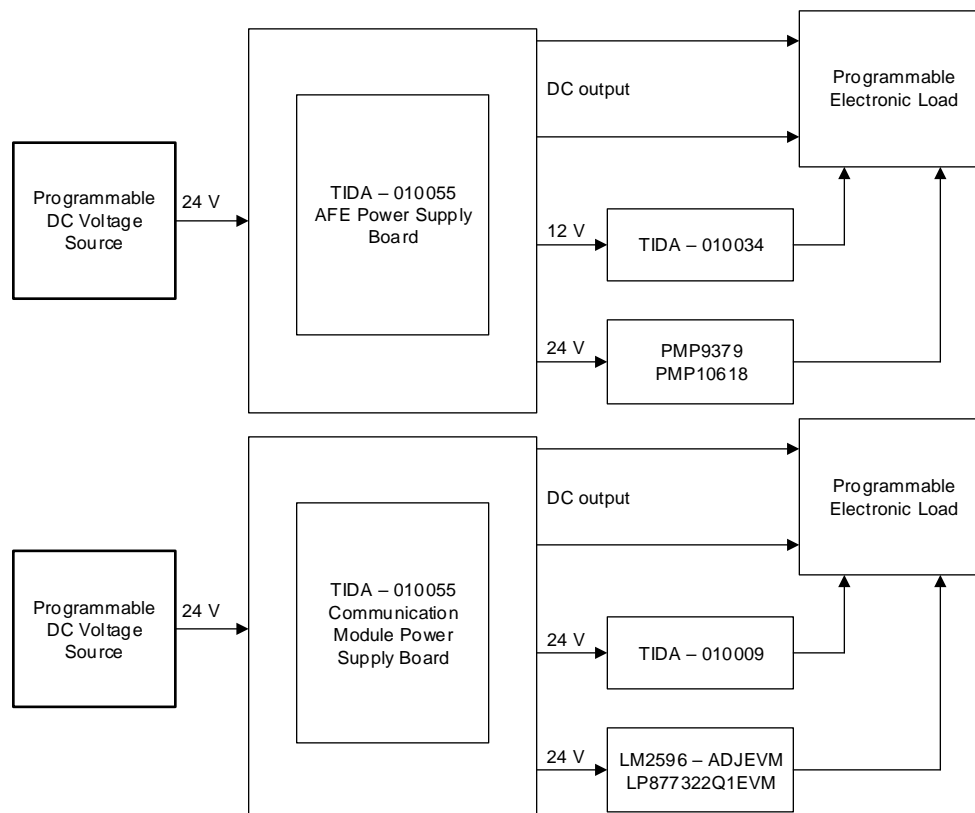 Programmable
Electronic Load
DC output
Programmable
DC Voltage
Source
24 V
TIDA – 010055
AFE Power Supply
Board
12 V
TIDA – 010034
24 V
PMP9379
PMP10618
Programmable
Electronic Load
DC output
Programmable
DC Voltage
Source
24 V
TIDA – 010055
Communication
Module Power
Supply Board
24 V
TIDA – 010009
24 V
LM2596 – ADJEVM
LP877322Q1EVM